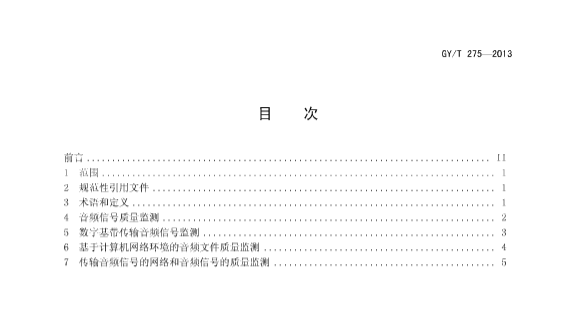 GY/T 275—2013
目 次
前言 ................................................................ II
1 范围 ................................................................ 1
2 规范性引用文件 ................................................................ 1
3 术语和定义 ................................................................ 1
4 音频信号质量监测 ................................................................ 2
5 数字基带传输音频信号监测 ................................................................ 3
6 基于计算机网络环境的音频文件质量监测 ................................................................ 4
7 传输音频信号的网络和音频信号的质量监测 ................................................................ 5